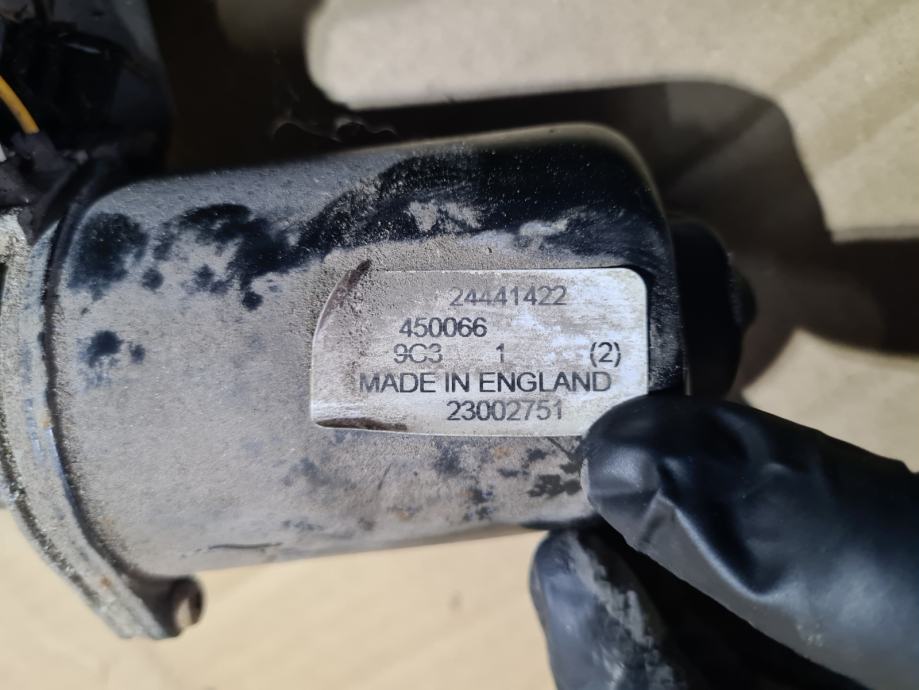 24441422
450066
9C3 1 (2)
MADE IN ENGLAND
23002751